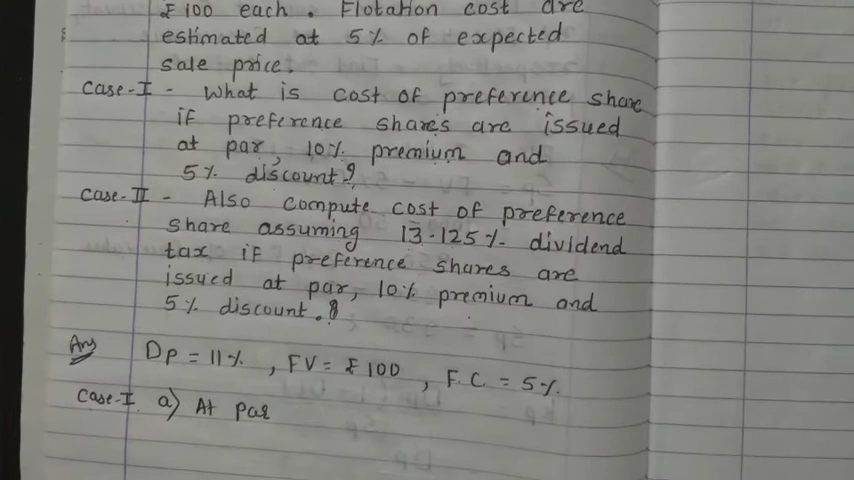 ₹ 100 each. Flotation cost are
estimated at 5% of expected
sale price.
Case-I - What is cost of preference share
if preference shares are issued
at par, 10% premium and
5% discount?
Case-II - Also compute cost of preference
share assuming 13.125% dividend
tax if preference shares are
issued at par, 10% premium and
5% discount.?
Ans Dp = 11%, FV = ₹ 100, F.C. = 5%.
Case-I a) At par